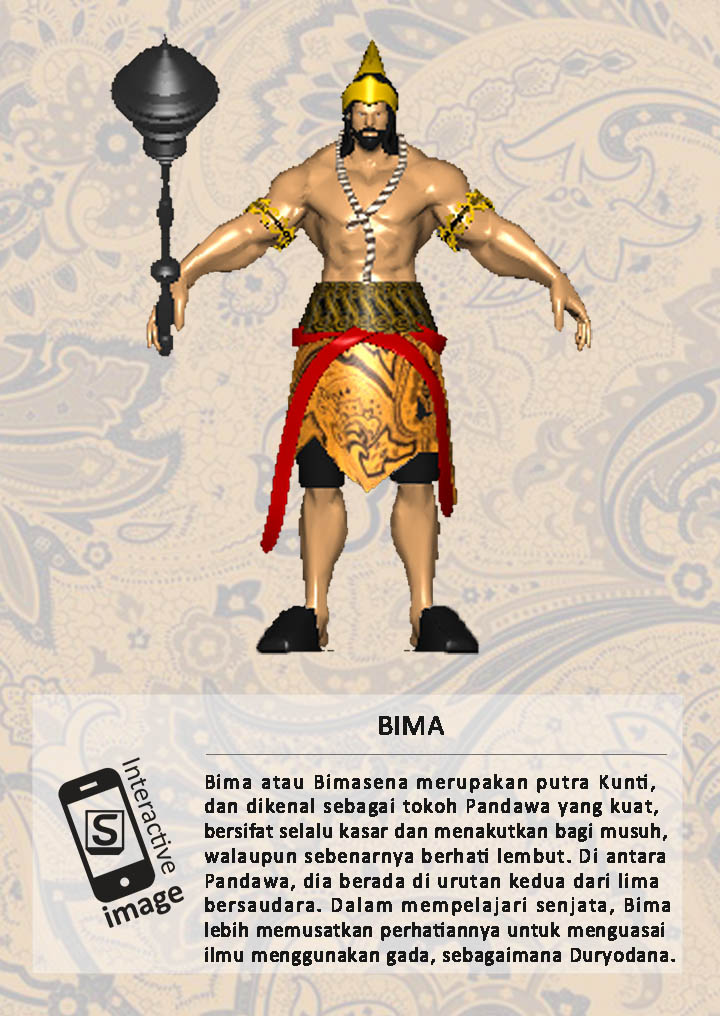 BIMA
Bima atau Bimasena merupakan putra Kunti,
dan dikenal sebagai tokoh Pandawa yang kuat,
bersifat selalu kasar dan menakutkan bagi musuh,
walaupun sebenarnya berhati lembut. Di antara
Pandawa, dia berada di urutan kedua dari lima
bersaudara. Dalam mempelajari senjata, Bima
lebih memusatkan perhatiannya untuk menguasai
ilmu menggunakan gada, sebagaimana Duryodana.
S
Interactive
image